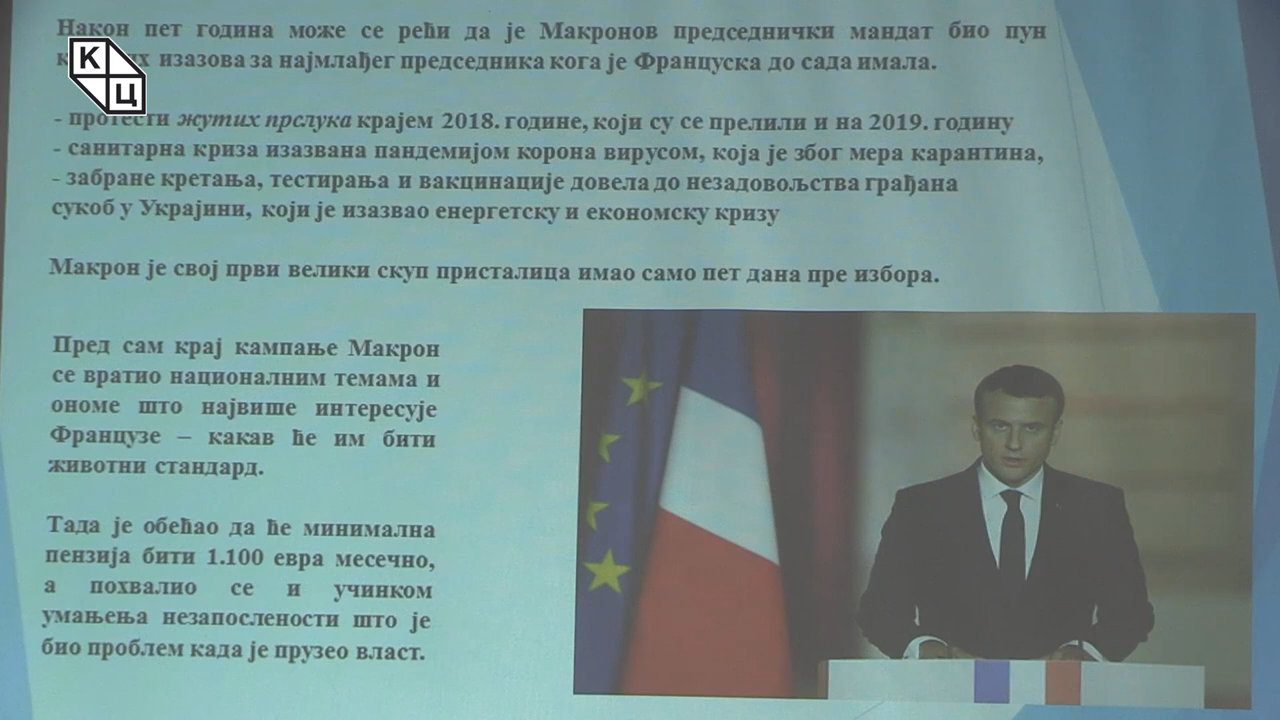 Након пет година може се рећи да је Макронов председнички мандат био пун
изазова за најмлађег председника кога је Француска до сада имала.
К
Ц
- протести жутих прслука крајем 2018. године, који су се прелили и на 2019. годину
- санитарна криза изазвана пандемијом корона вирусом, која је због мера карантина,
- забране кретања, тестирања и вакцинације довела до незадовољства грађана
сукоб у Украјини, који је изазвао енергетску и економску кризу
Макрон је свој први велики скуп присталица имао само пет дана пре избора.
Пред сам крај кампање Макрон
се вратио националним темама и
ономе што највише интересује
Французе – какав ће им бити
животни стандард.
Тада је обећао да ће минимална
пензија бити 1.100 евра месечно,
а похвалио се и учинком
умањења незапослености што је
био проблем када је прузео власт.